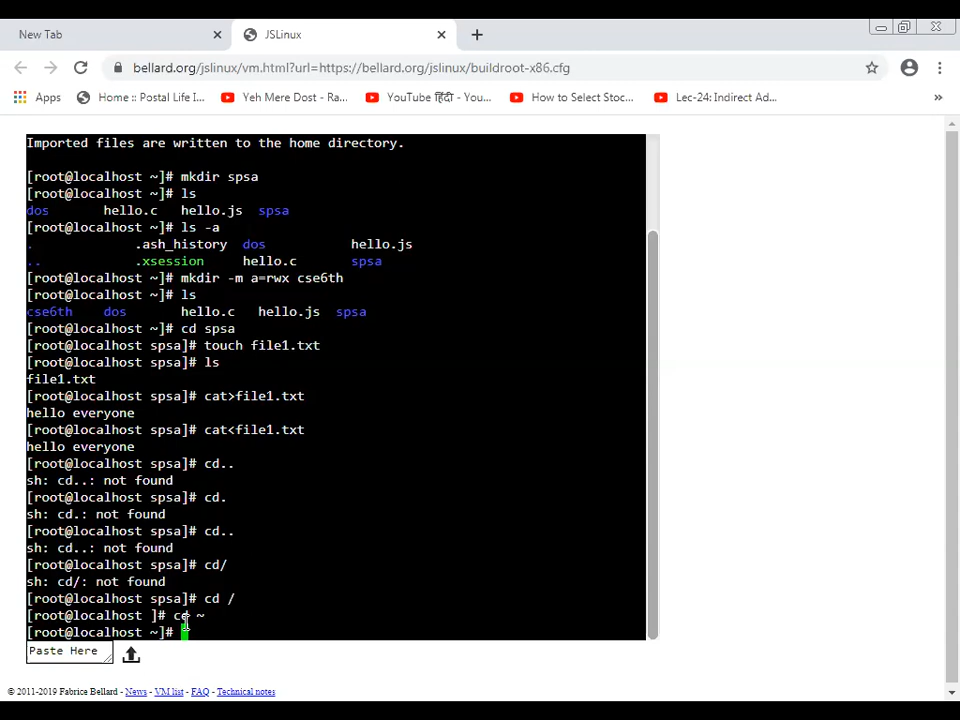 New Tab
JSLinux
bellard.org/jslinux/vm.html?url=https://bellard.org/jslinux/buildroot-x86.cfg
Apps Home :: Postal Life I... Yeh Mere Dost - Ra... YouTube हिंदी - Yo... How to Select Stoc... Lec-24: Indirect Ad... »
Imported files are written to the home directory.
[root@localhost ~]# mkdir spsa
[root@localhost ~]# ls
dos hello.c hello.js spsa
[root@localhost ~]# ls -a
. .ash_history dos hello.js
.. .xsession hello.c spsa
[root@localhost ~]# mkdir -m a=rwx cse6th
[root@localhost ~]# ls
cse6th dos hello.c hello.js spsa
[root@localhost ~]# cd spsa
[root@localhost spsa]# touch file1.txt
[root@localhost spsa]# ls
file1.txt
[root@localhost spsa]# cat>file1.txt
hello everyone
[root@localhost spsa]# cat<file1.txt
hello everyone
[root@localhost spsa]# cd..
sh: cd..: not found
[root@localhost spsa]# cd.
sh: cd.: not found
[root@localhost spsa]# cd..
sh: cd..: not found
[root@localhost spsa]# cd/
sh: cd/: not found
[root@localhost spsa]# cd /
[root@localhost ]# cd ~
[root@localhost ~]#
Paste Here
© 2011-2019 Fabrice Bellard - News - VM list - FAQ - Technical notes